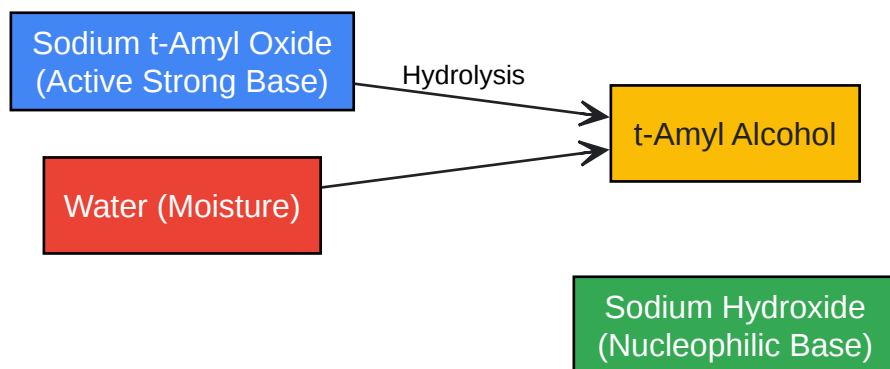 Sodium t-Amyl Oxide
(Active Strong Base)
Hydrolysis
t-Amyl Alcohol
Water (Moisture)
Sodium Hydroxide
(Nucleophilic Base)